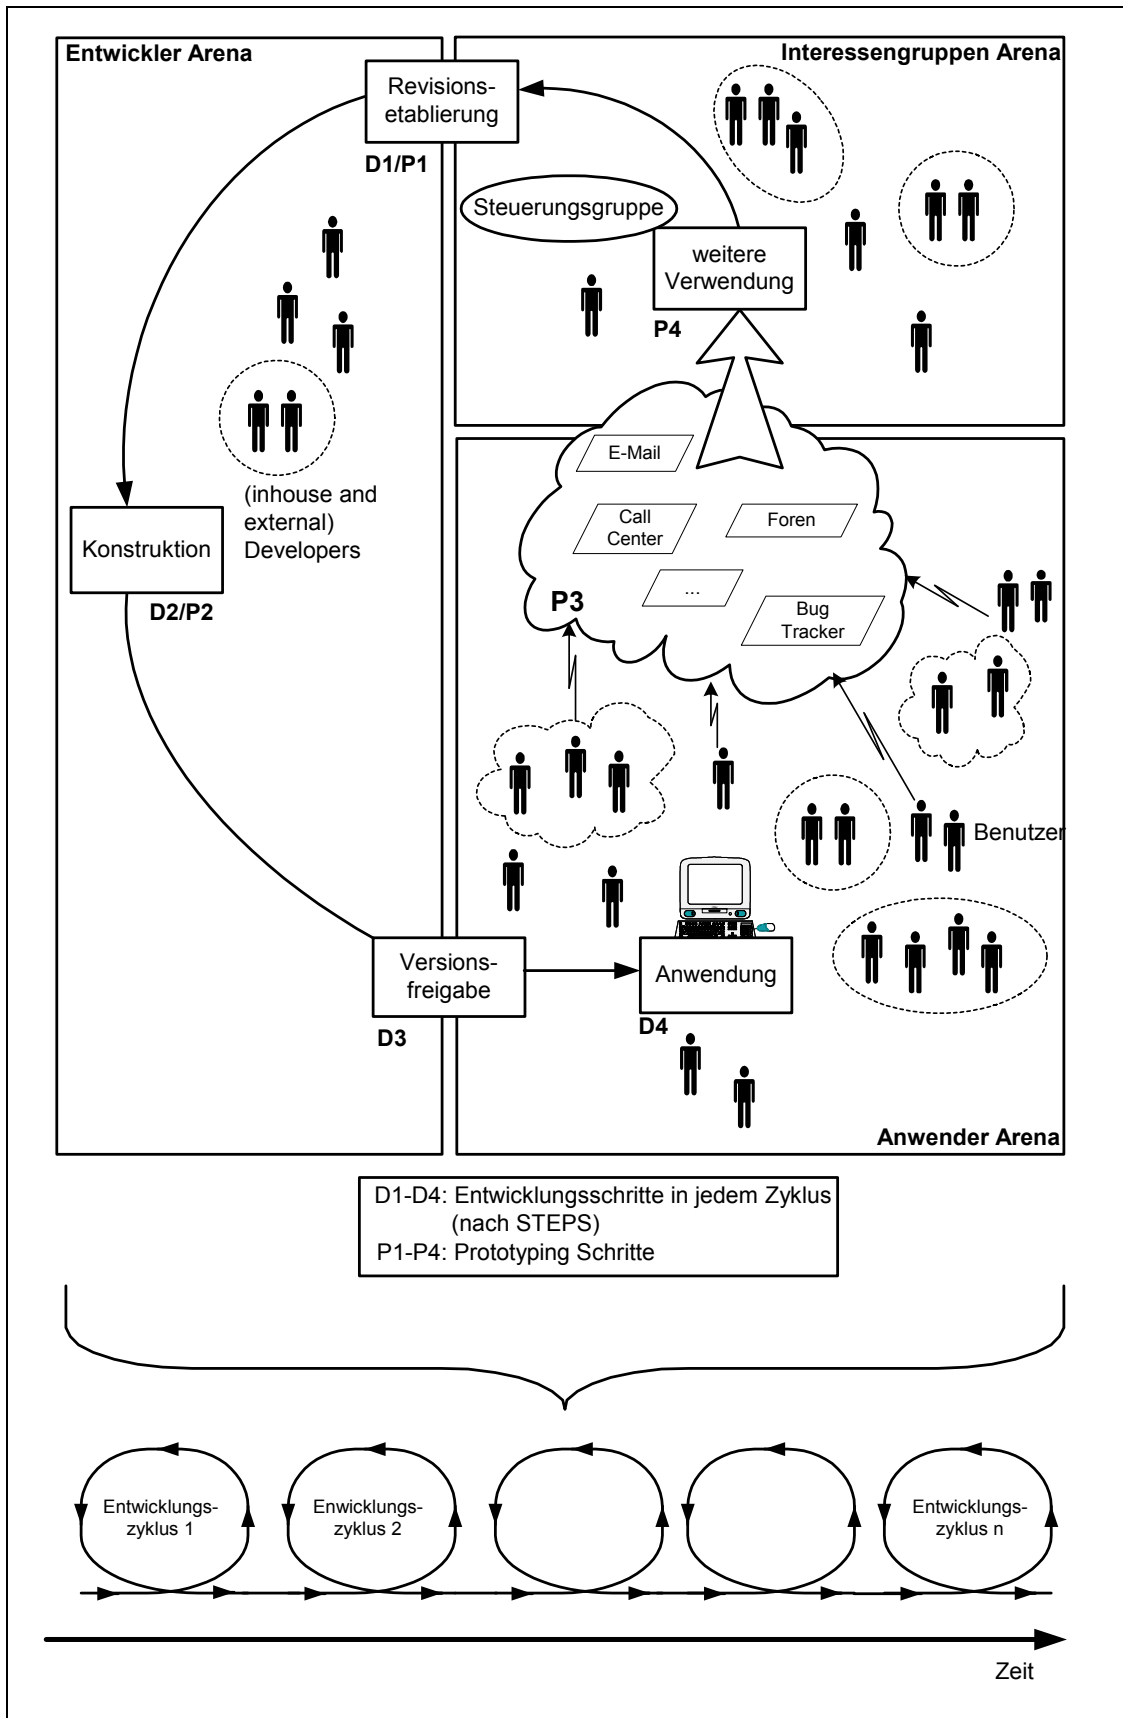 Entwickler Arena
Interessengruppen Arena
Revisions-
etablierung
D1/P1
Steuerungsgruppe
weitere
Verwendung
P4
(inhouse and
external)
Developers
Konstruktion
D2/P2
E-Mail
Call
Center
Foren
...
P3
Bug
Tracker
Benutzer
Versions-
freigabe
D3
Anwendung
D4
Anwender Arena
D1-D4: Entwicklungsschritte in jedem Zyklus
(nach STEPS)
P1-P4: Prototyping Schritte
Entwicklungs-
zyklus 1
Enwicklungs-
zyklus 2
Entwicklungs-
zyklus n
Zeit